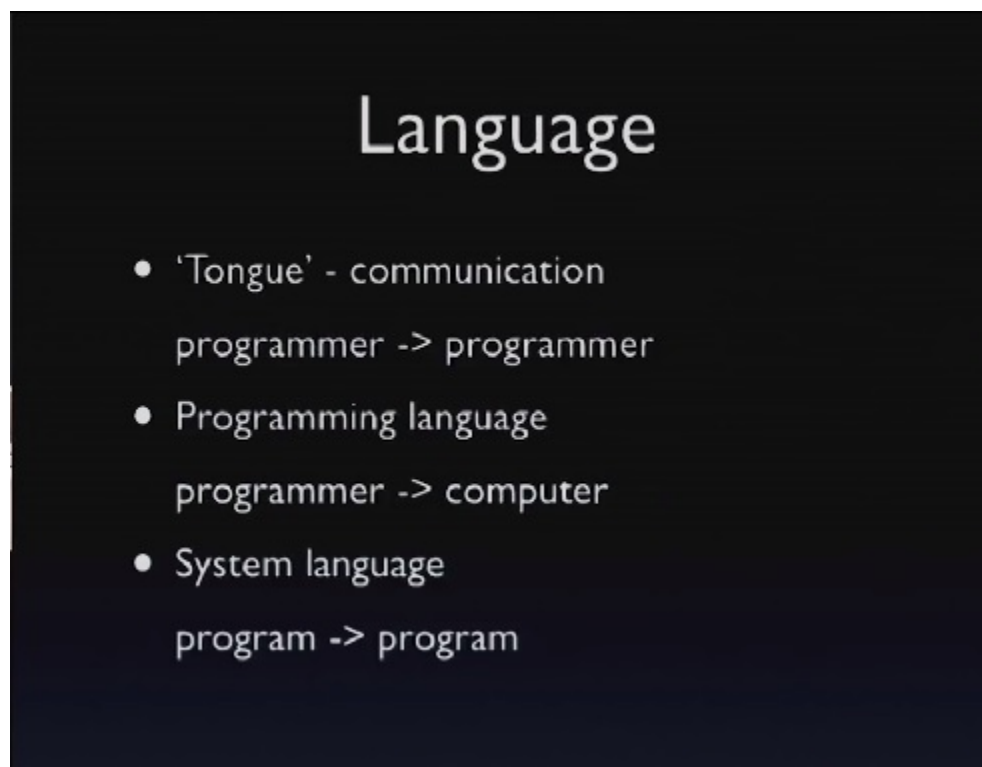 Language
• ‘Tongue’ - communication
programmer -> programmer
• Programming language
programmer -> computer
• System language
program -> program